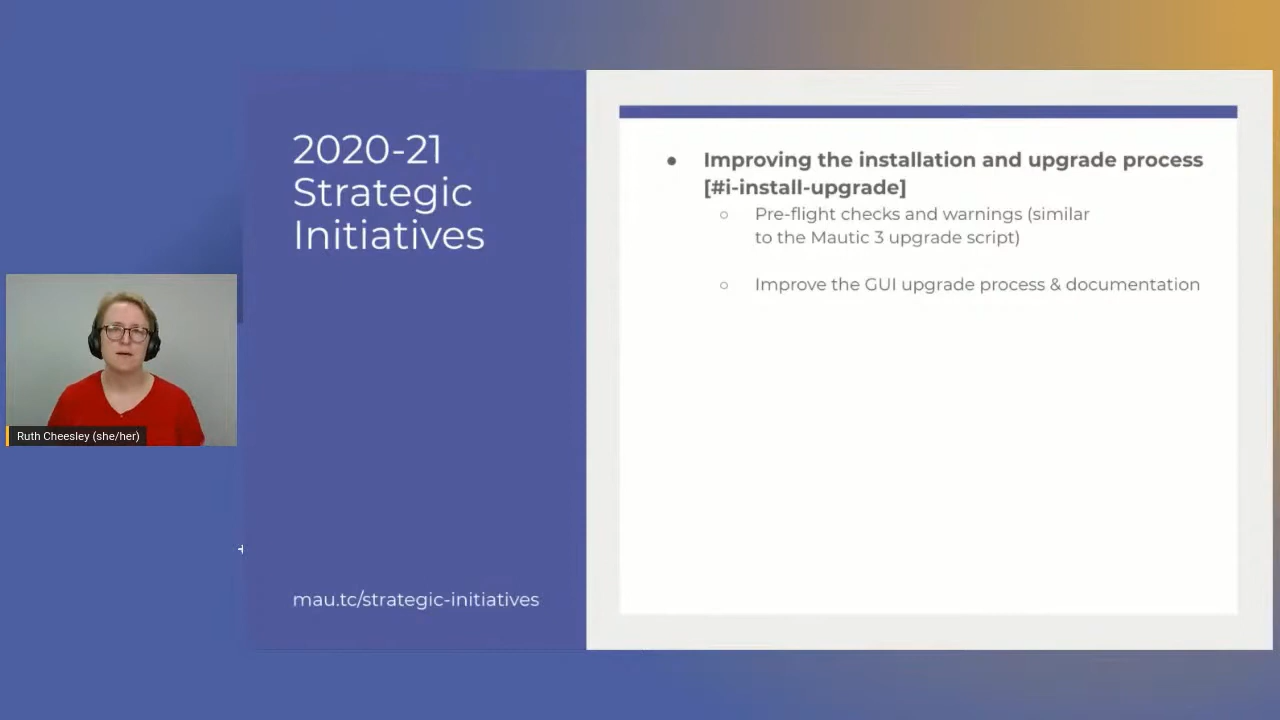 2020-21
Strategic
Initiatives
mau.tc/strategic-initiatives
● Improving the installation and upgrade process
[#i-install-upgrade]
○ Pre-flight checks and warnings (similar
to the Mautic 3 upgrade script)
○ Improve the GUI upgrade process & documentation
Ruth Cheesley (she/her)